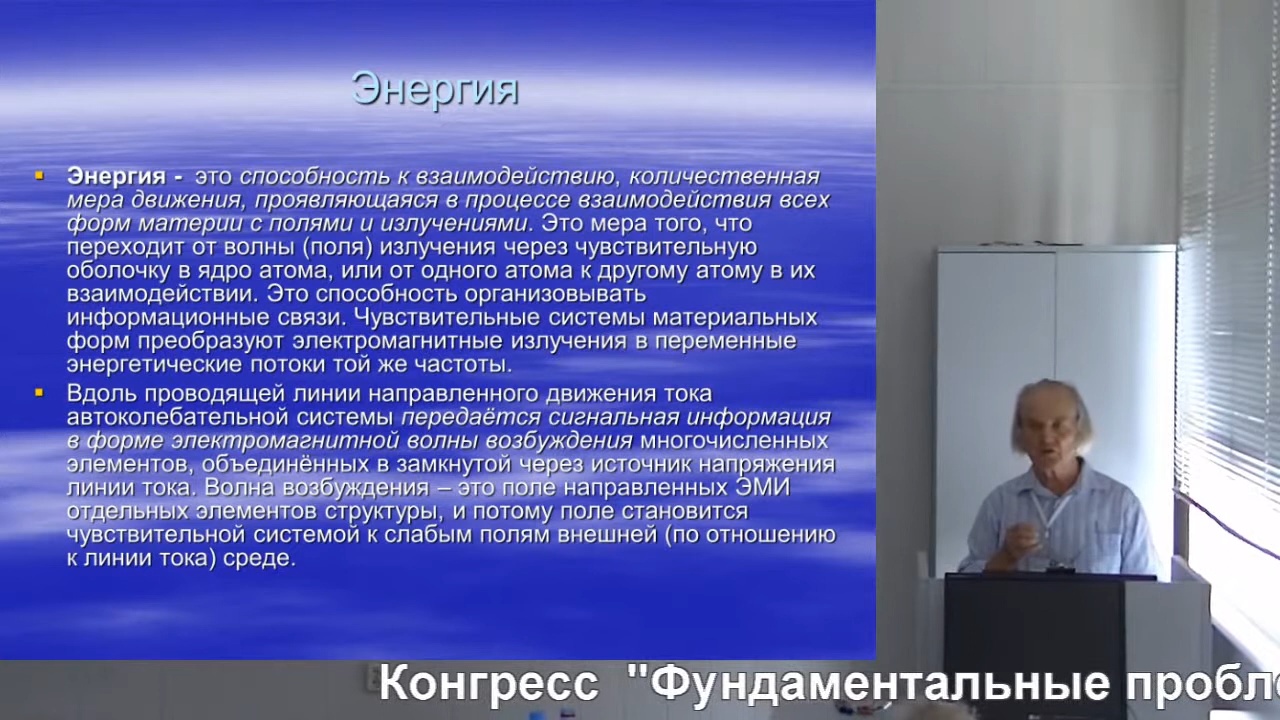 Энергия
Энергия - это способность к взаимодействию, количественная
мера движения, проявляющаяся в процессе взаимодействия всех
форм материи с полями и излучениями. Это мера того, что
переходит от волны (поля) излучения через чувствительную
оболочку в ядро атома, или от одного атома к другому атому в их
взаимодействии. Это способность организовывать
информационные связи. Чувствительные системы материальных
форм преобразуют электромагнитные излучения в переменные
энергетические потоки той же частоты.
Вдоль проводящей линии направленного движения тока
автоколебательной системы передаётся сигнальная информация
в форме электромагнитной волны возбуждения многочисленных
элементов, объединённых в замкнутой через источник напряжения
линии тока. Волна возбуждения – это поле направленных ЭМИ
отдельных элементов структуры, и потому поле становится
чувствительной системой к слабым полям внешней (по отношению
к линии тока) среде.
Конгресс "Фундаментальные пробле